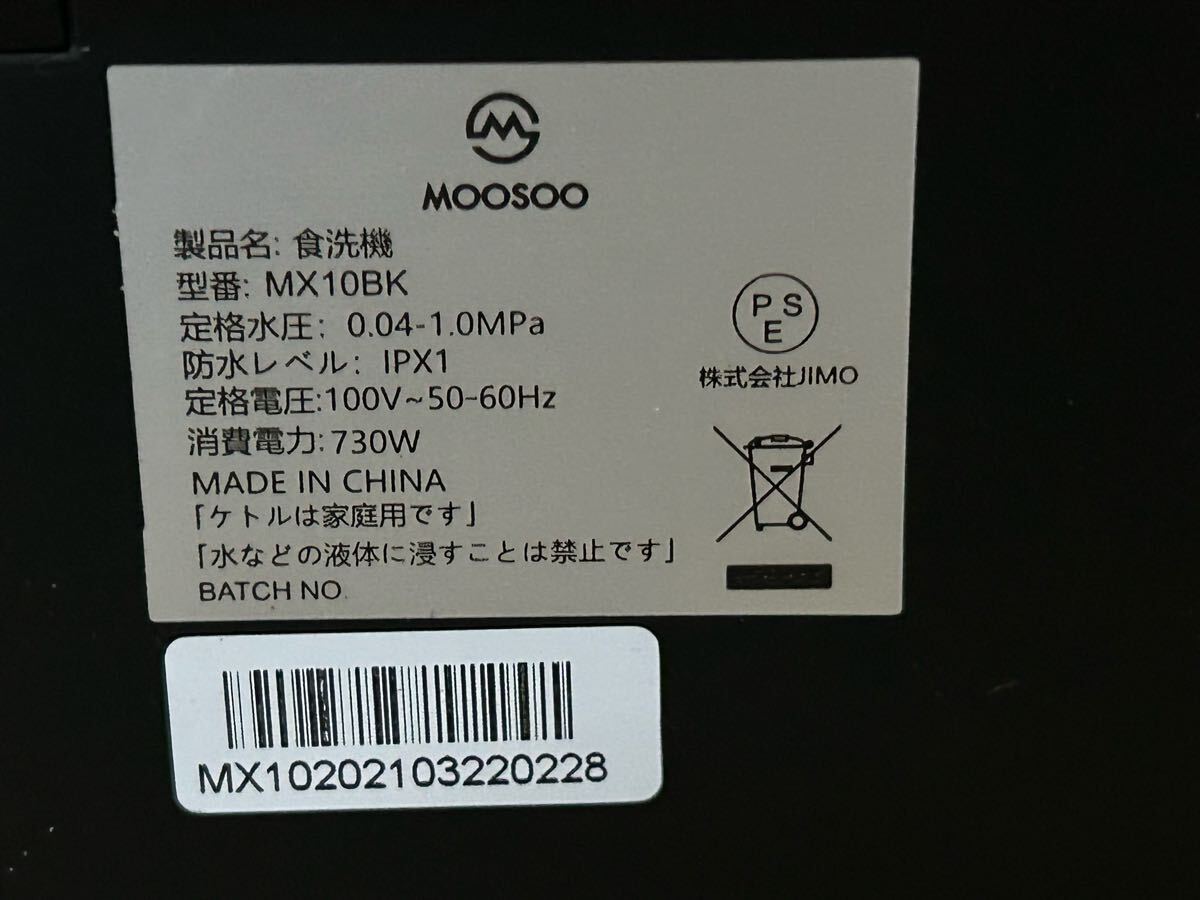 MOOSOO
製品名: 食洗機
型番: MX10BK
定格水圧: 0.04-1.0MPa
防水レベル: IPX1
定格電圧:100V~50-60Hz
消費電力:730W
MADE IN CHINA
「ケトルは家庭用です」
「水などの液体に浸すことは禁止です」
BATCH NO.
PSE
株式会社JIMO
MX10202103220228